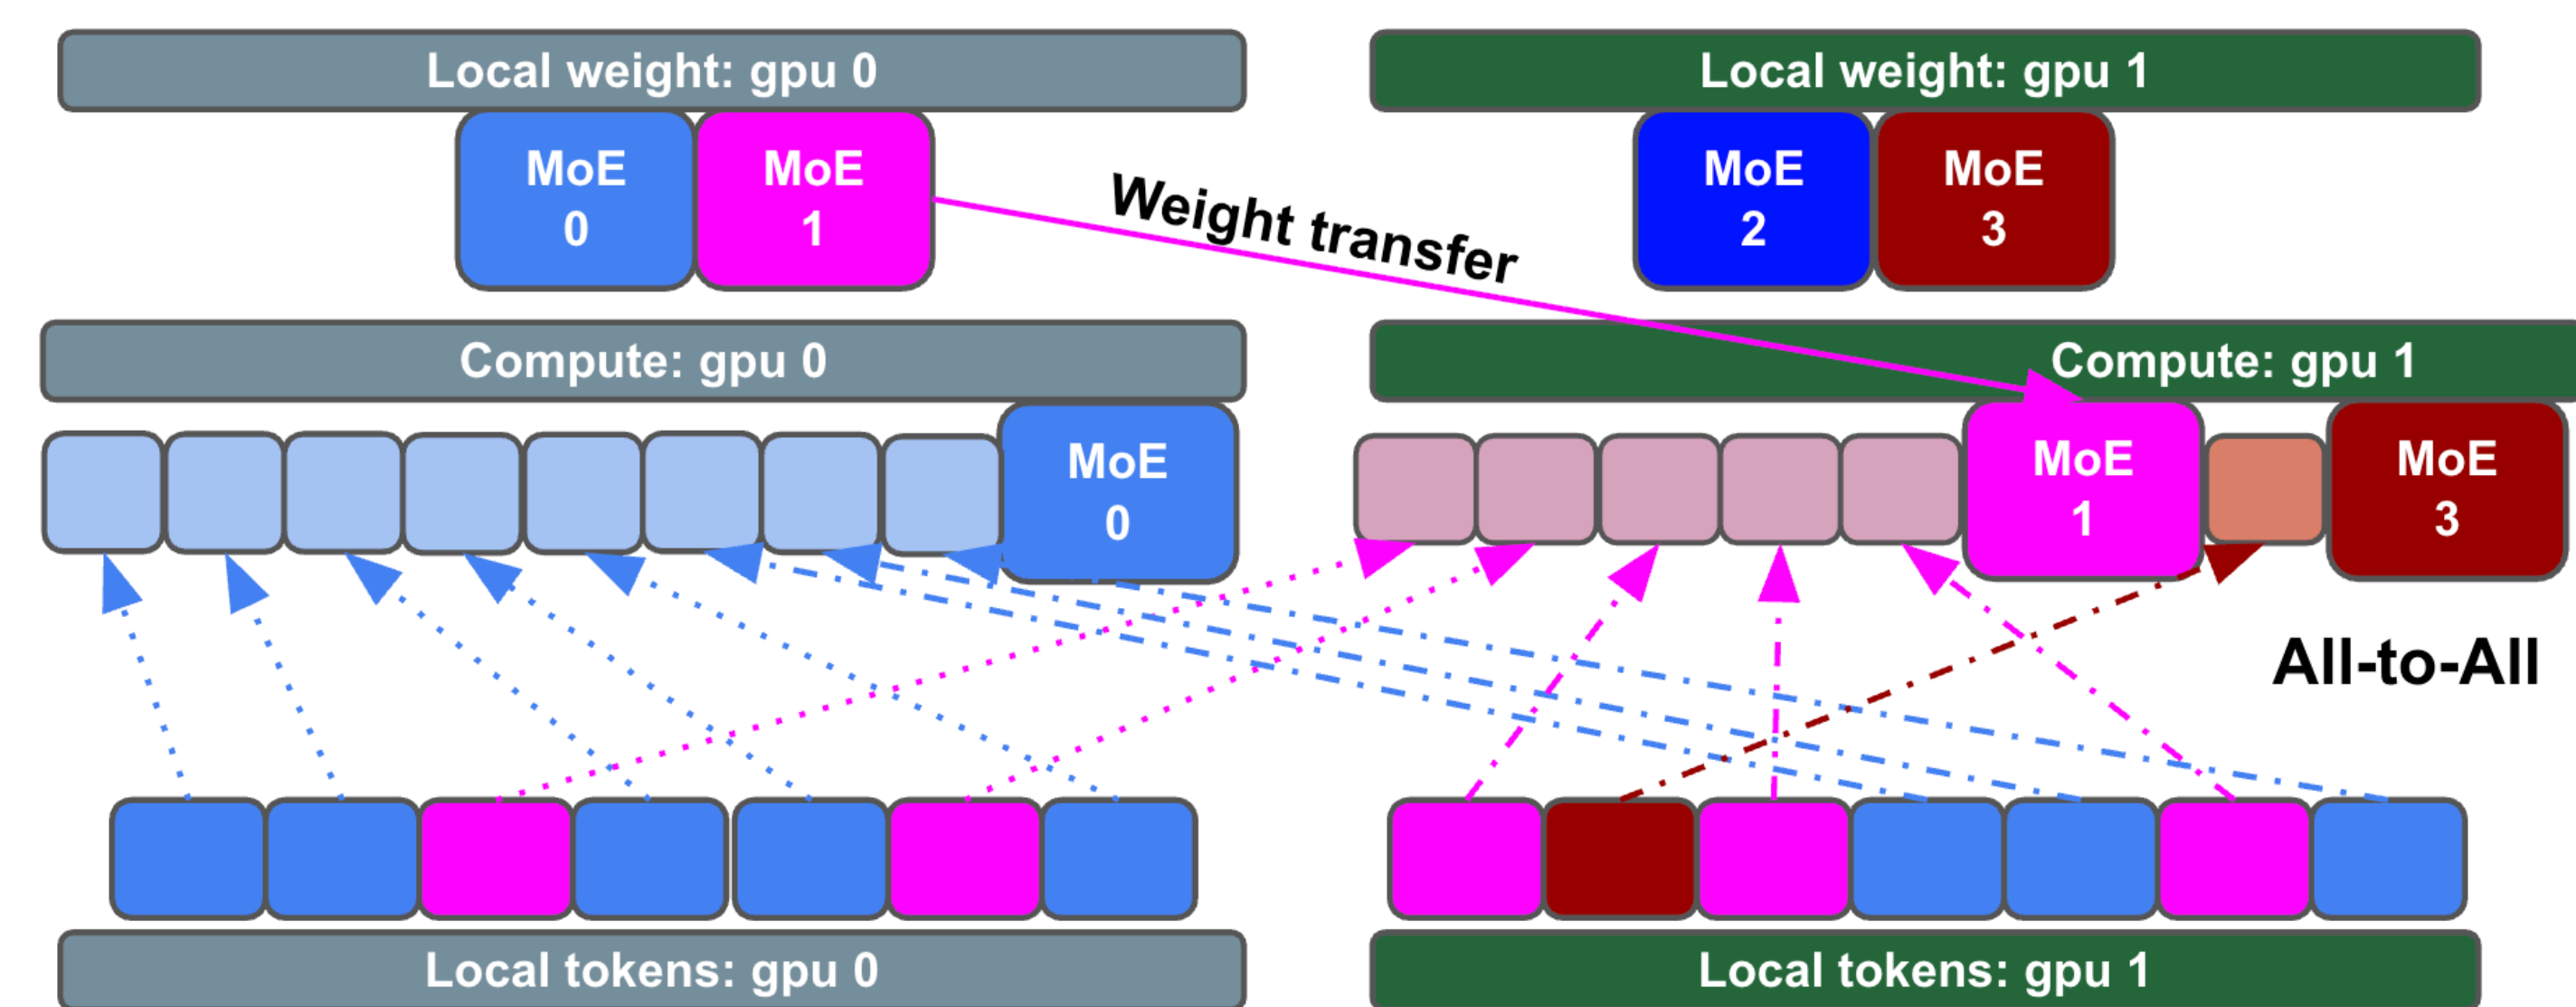 Local weight: gpu 0
Local weight: gpu 1
MoE
0
MoE
1
Weight transfer
MoE
2
MoE
3
Compute: gpu 0
Compute: gpu 1
MoE
0
MoE
1
MoE
3
All-to-All
Local tokens: gpu 0
Local tokens: gpu 1